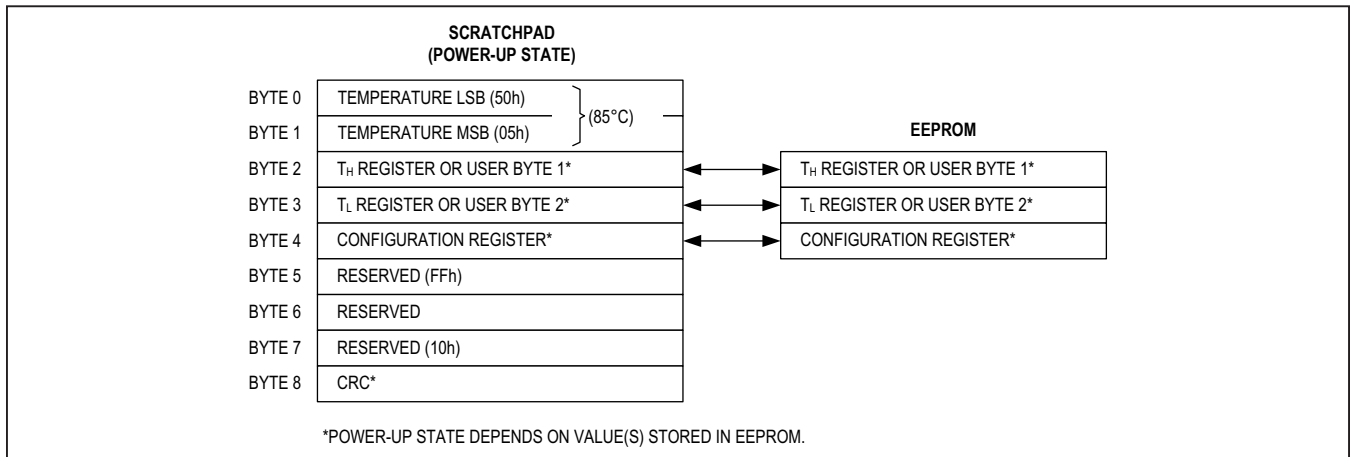 SCRATCHPAD
(POWER-UP STATE)
BYTE 0 TEMPERATURE LSB (50h)
(85°C)
BYTE 1 TEMPERATURE MSB (05h)
EEPROM
BYTE 2 TH REGISTER OR USER BYTE 1* TH REGISTER OR USER BYTE 1*
BYTE 3 TL REGISTER OR USER BYTE 2* TL REGISTER OR USER BYTE 2*
BYTE 4 CONFIGURATION REGISTER* CONFIGURATION REGISTER*
BYTE 5 RESERVED (FFh)
BYTE 6 RESERVED
BYTE 7 RESERVED (10h)
BYTE 8 CRC*
*POWER-UP STATE DEPENDS ON VALUE(S) STORED IN EEPROM.